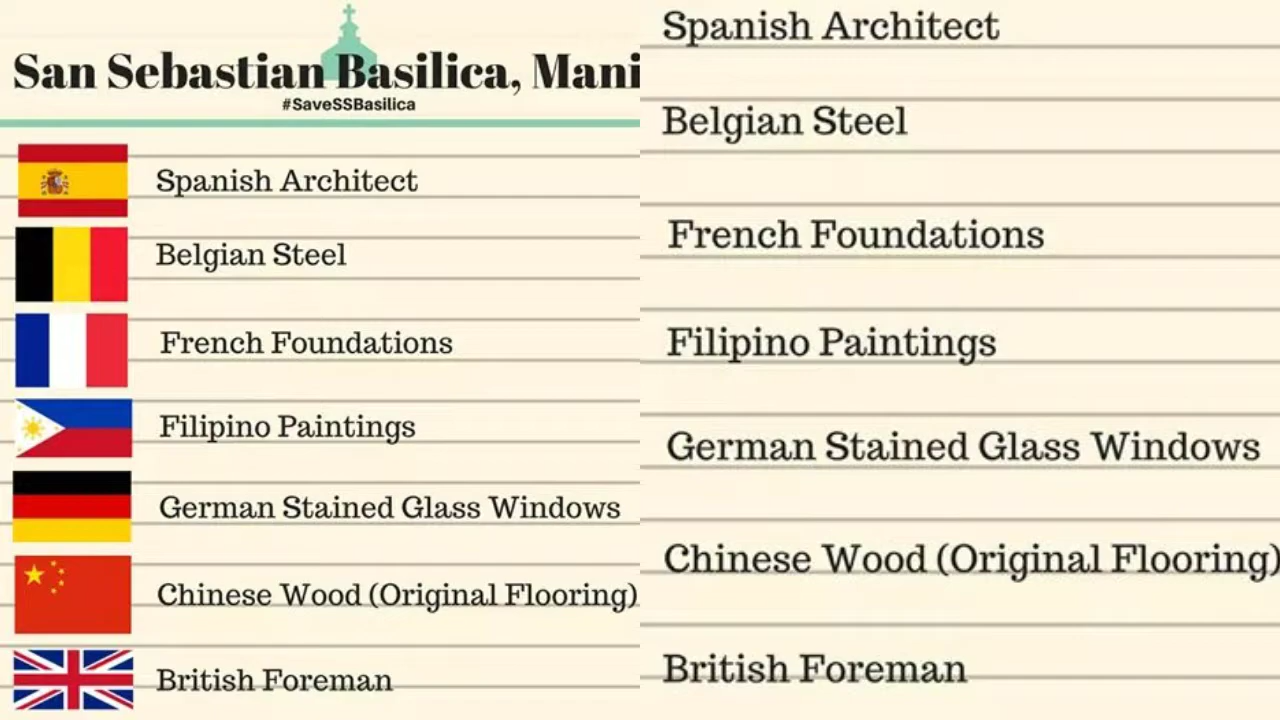 San Sebastian Basilica, Mani
#SaveSSBasilica
Spanish Architect
Belgian Steel
French Foundations
Filipino Paintings
German Stained Glass Windows
Chinese Wood (Original Flooring)
British Foreman
Spanish Architect
Belgian Steel
French Foundations
Filipino Paintings
German Stained Glass Windows
Chinese Wood (Original Flooring)
British Foreman